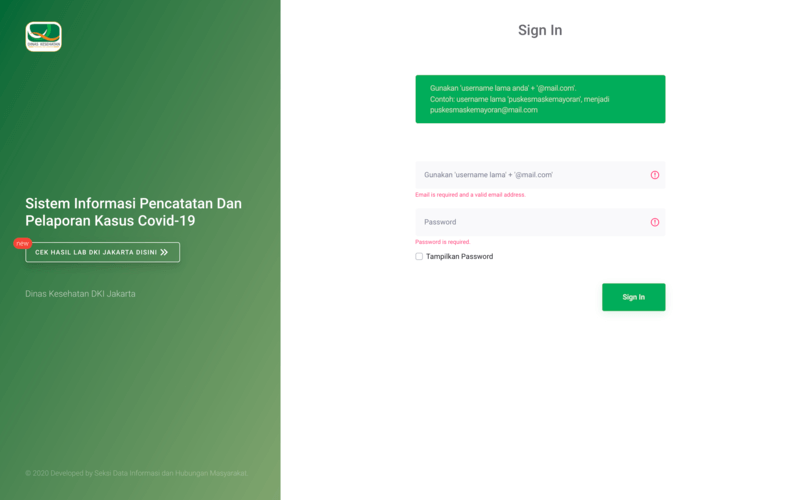 DINAS KESEHATAN
Sistem Informasi Pencatatan Dan
Pelaporan Kasus Covid-19
new
CEK HASIL LAB DKI JAKARTA DISINI
Dinas Kesehatan DKI Jakarta
© 2020 Developed by Seksi Data Informasi dan Hubungan Masyarakat.
Sign In
Gunakan 'username lama anda' + '@mail.com'.
Contoh: username lama 'puskesmaskemayoran', menjadi
puskesmaskemayoran@mail.com
Gunakan 'username lama' + '@mail.com'
Email is required and a valid email address.
Password
Password is required.
Tampilkan Password
Sign In